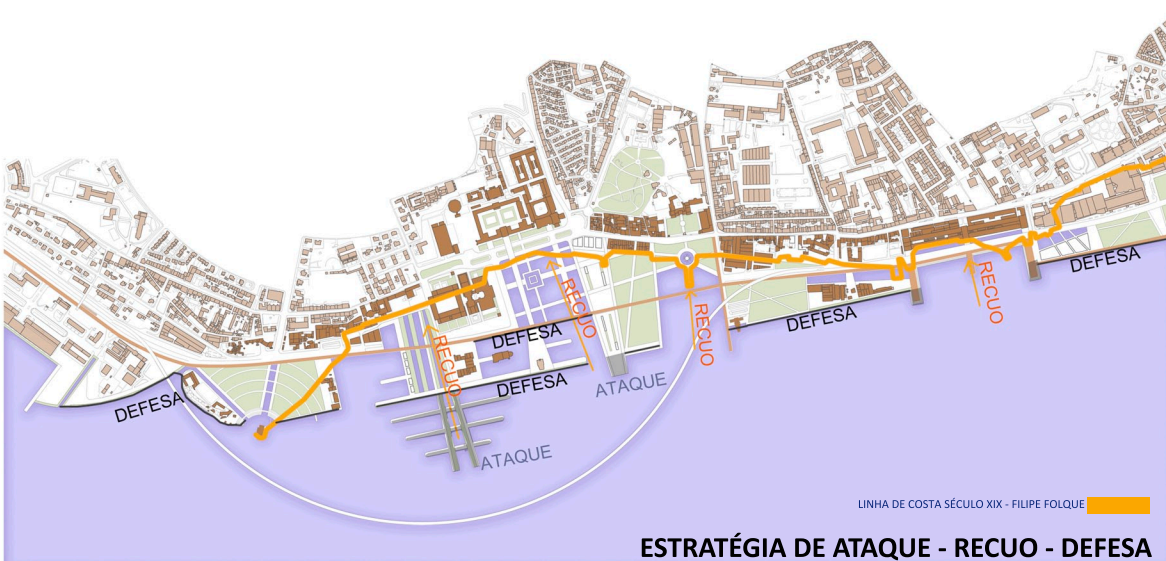 DEFESA
RECUO
ATAQUE
DEFESA
DEFESA
RECUO
ATAQUE
RECUO
DEFESA
RECUO
DEFESA
LINHA DE COSTA SÉCULO XIX - FILIPE FOLQUE
ESTRATÉGIA DE ATAQUE - RECUO - DEFESA